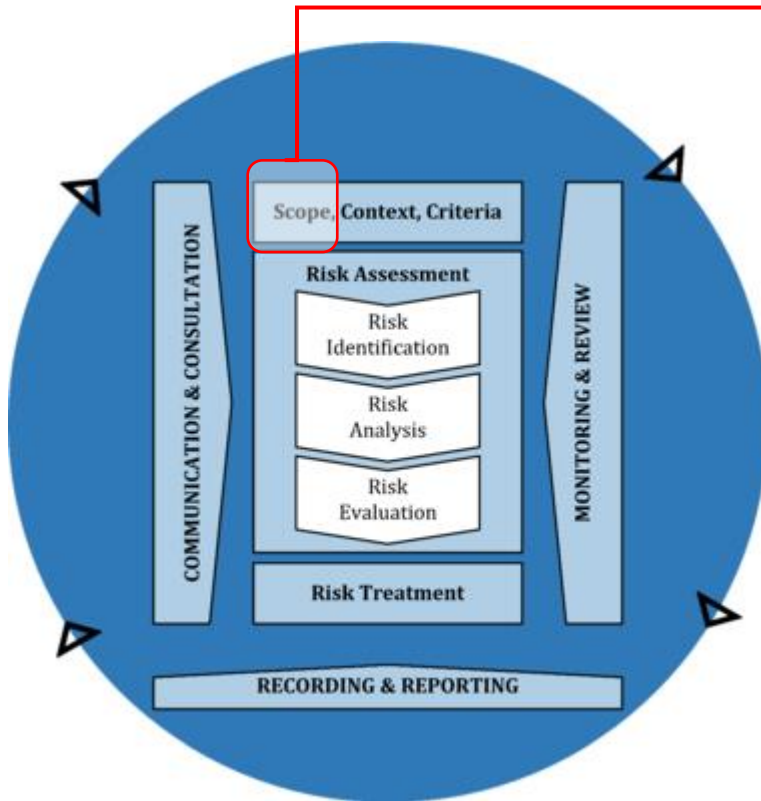 Scope, Context, Criteria
Risk Assessment
Risk
Identification
Risk
Analysis
Risk
Evaluation
Risk Treatment
COMMUNICATION & CONSULTATION
MONITORING & REVIEW
RECORDING & REPORTING